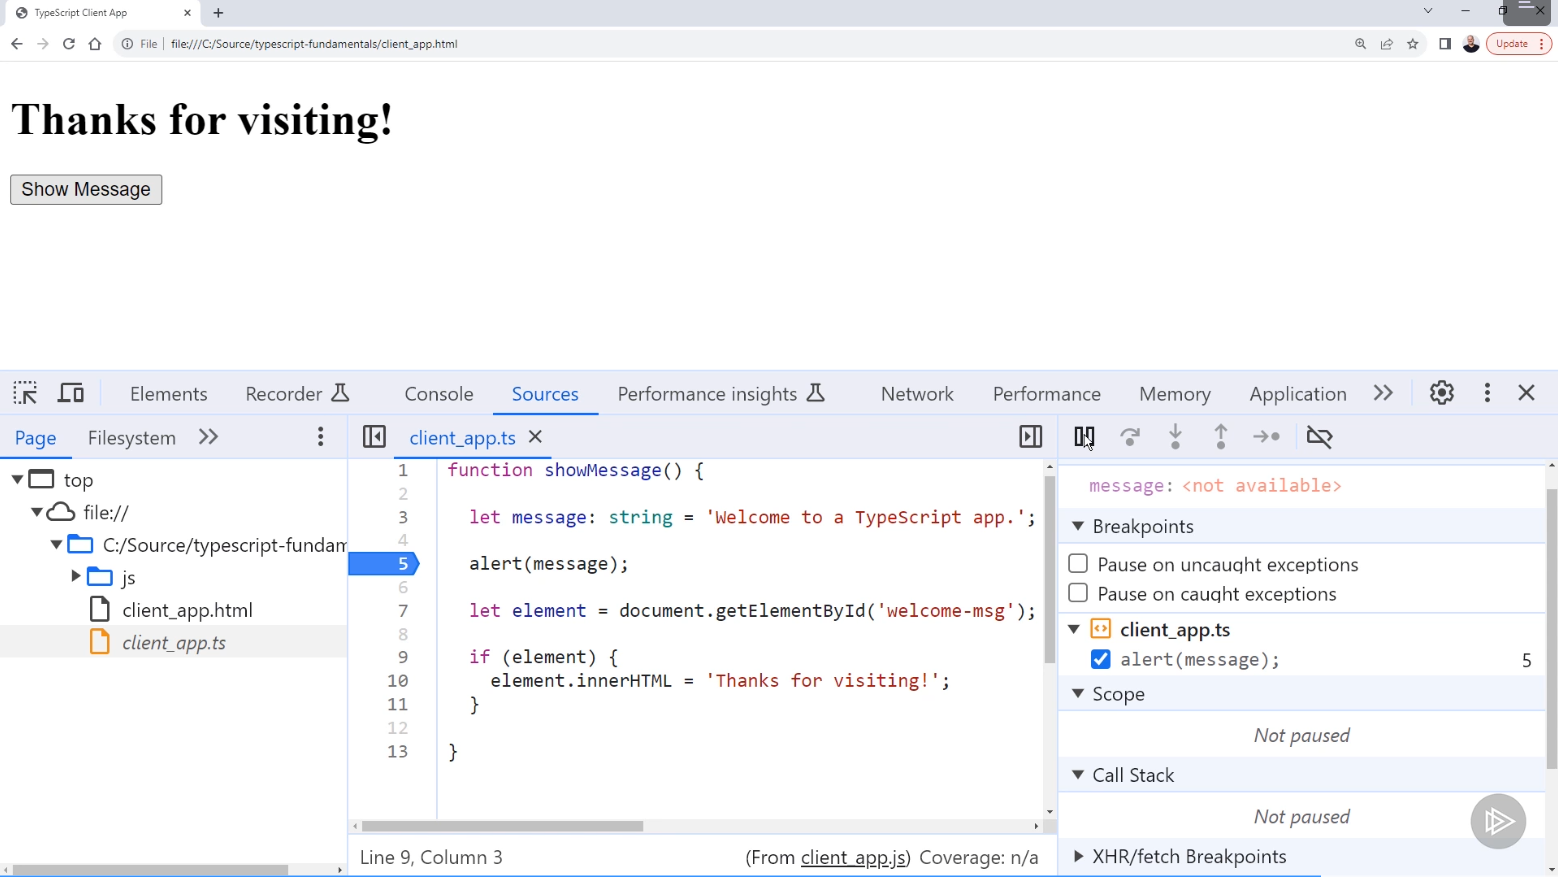 TypeScript Client App
File
file:///C:/Source/typescript-fundamentals/client_app.html
Update
Thanks for visiting!
Show Message
Elements
Recorder
Console
Sources
Performance insights
Network
Performance
Memory
Application
Page
Filesystem
client_app.ts
top
file://
C:/Source/typescript-fundam
js
client_app.html
client_app.ts
1 function showMessage() {
2
3 let message: string = 'Welcome to a TypeScript app.';
4
5 alert(message);
6
7 let element = document.getElementById('welcome-msg');
8
9 if (element) {
10 element.innerHTML = 'Thanks for visiting!';
11 }
12
13 }
Line 9, Column 3
(From client_app.js) Coverage: n/a
message: <not available>
Breakpoints
Pause on uncaught exceptions
Pause on caught exceptions
client_app.ts
alert(message); 5
Scope
Not paused
Call Stack
Not paused
XHR/fetch Breakpoints